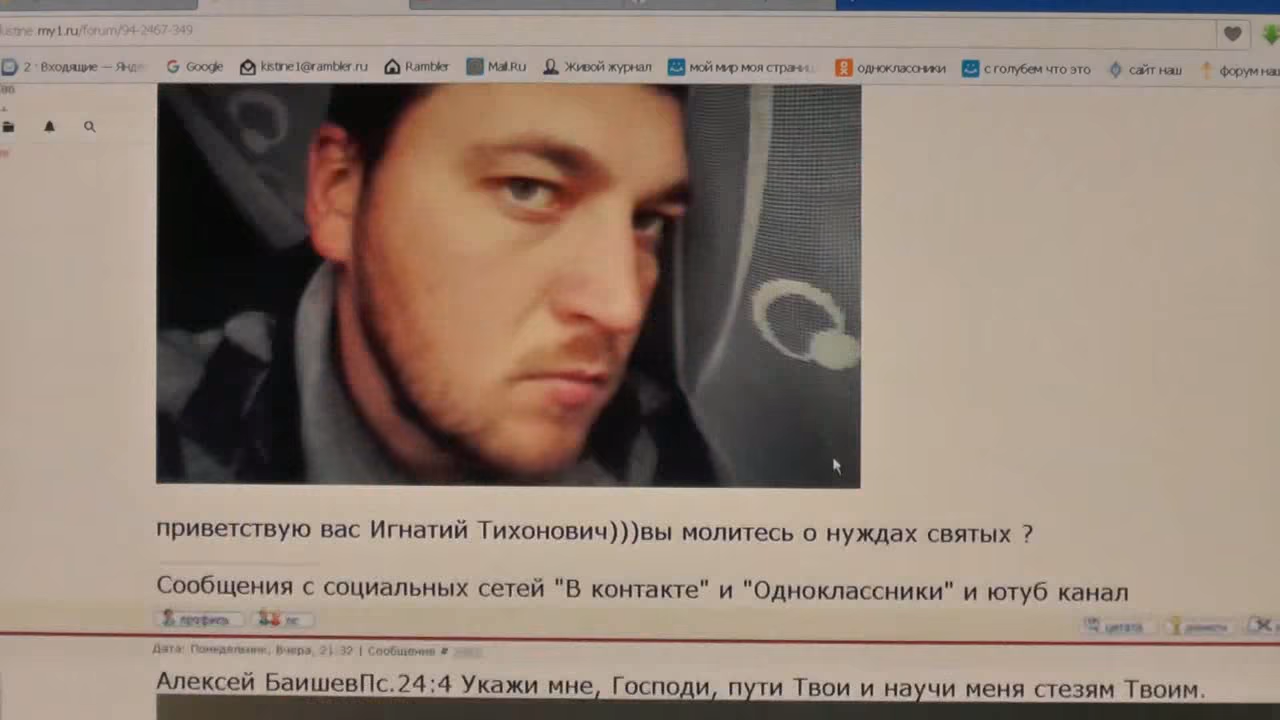 kistine.my1.ru/forum/94-2467-349
2 · Входящие — Янде
Google
kistine1@rambler.ru
Rambler
Mail.Ru
Живой журнал
мой мир моя страниц
одноклассники
с голубем что это
сайт наш
форум наш
приветствую вас Игнатий Тихонович)))вы молитесь о нуждах святых ?
Сообщения с социальных сетей "В контакте" и "Одноклассники" и ютуб канал
профиль
лс
цитата
Дата: Понедельник, Вчера, 21:32 | Сообщение #
Алексей БаишевПс.24:4 Укажи мне, Господи, пути Твои и научи меня стезям Твоим.